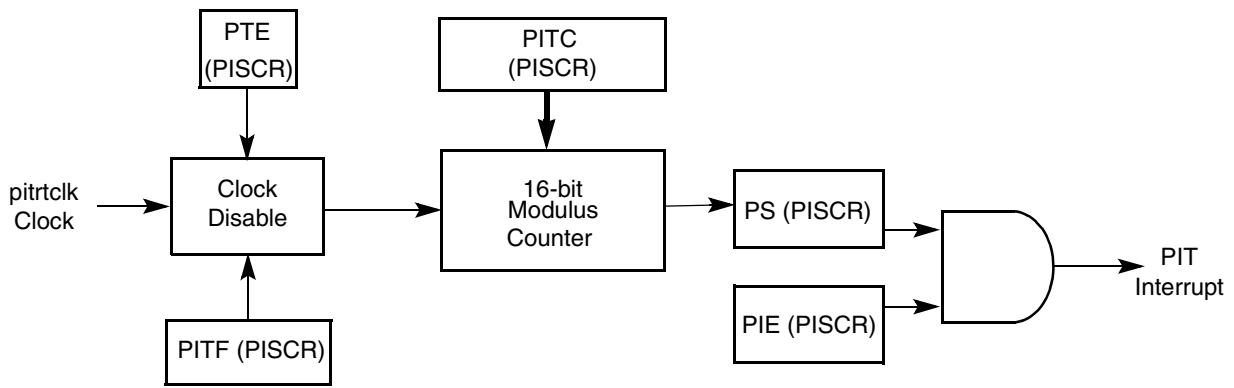 PTE
(PISCR)
PITC
(PISCR)
pitrtclk
Clock
Clock
Disable
16-bit
Modulus
Counter
PS (PISCR)
PIE (PISCR)
PIT
Interrupt
PITF (PISCR)